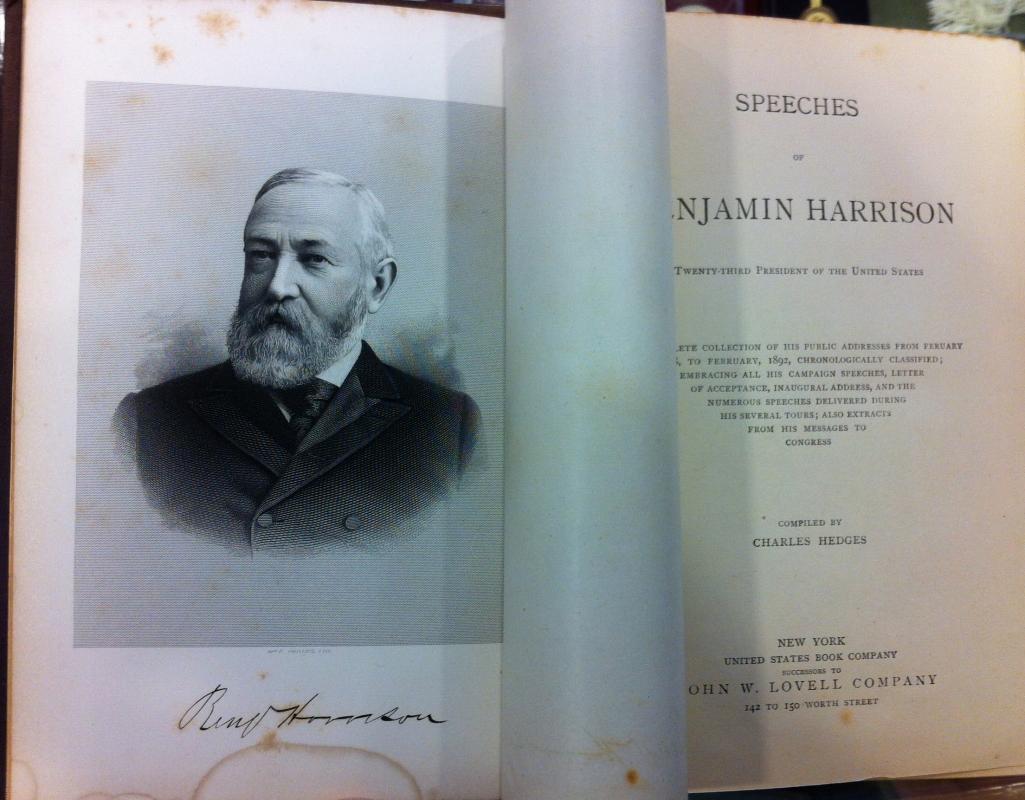 Benj Harrison
SPEECHES
OF
ENJAMIN HARRISON
TWENTY-THIRD PRESIDENT OF THE UNITED STATES
LETE COLLECTION OF HIS PUBLIC ADDRESSES FROM FERUARY
, TO FEBRUARY, 1892, CHRONOLOGICALLY CLASSIFIED;
EMBRACING ALL HIS CAMPAIGN SPEECHES, LETTER
OF ACCEPTANCE, INAUGURAL ADDRESS, AND THE
NUMEROUS SPEECHES DELIVERED DURING
HIS SEVERAL TOURS; ALSO EXTRACTS
FROM HIS MESSAGES TO
CONGRESS
COMPILED BY
CHARLES HEDGES
NEW YORK
UNITED STATES BOOK COMPANY
SUCCESSORS TO
OHN W. LOVELL COMPANY
142 TO 150 WORTH STREET